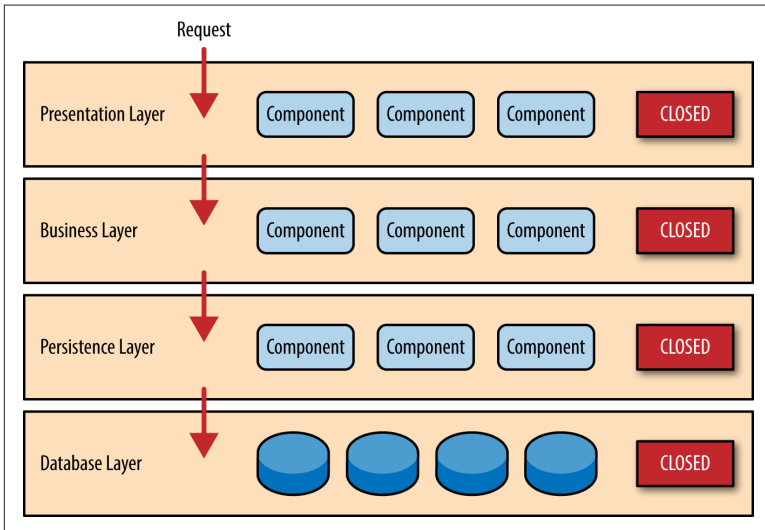 Request
Presentation Layer
Component
Component
Component
CLOSED
Business Layer
Component
Component
Component
CLOSED
Persistence Layer
Component
Component
Component
CLOSED
Database Layer
CLOSED